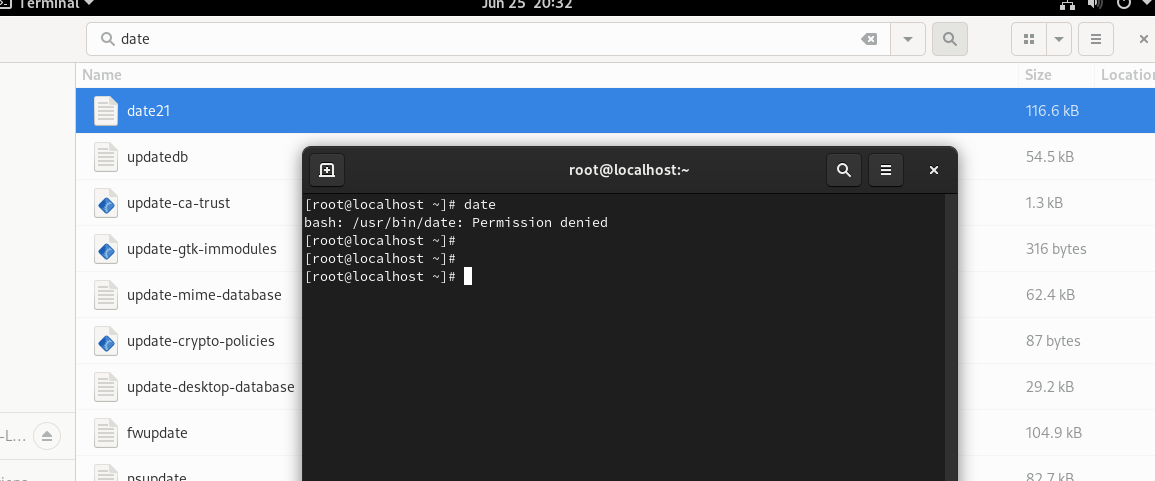 Terminal
Jun 25 20:32
date
Name Size Location
date21 116.6 kB
updatedb 54.5 kB
update-ca-trust 1.3 kB
update-gtk-immodules 316 bytes
update-mime-database 62.4 kB
update-crypto-policies 87 bytes
update-desktop-database 29.2 kB
fwupdate 104.9 kB
nsupdate 82.7 kB
-L...
root@localhost:~
[root@localhost ~]# date
bash: /usr/bin/date: Permission denied
[root@localhost ~]#
[root@localhost ~]#
[root@localhost ~]#